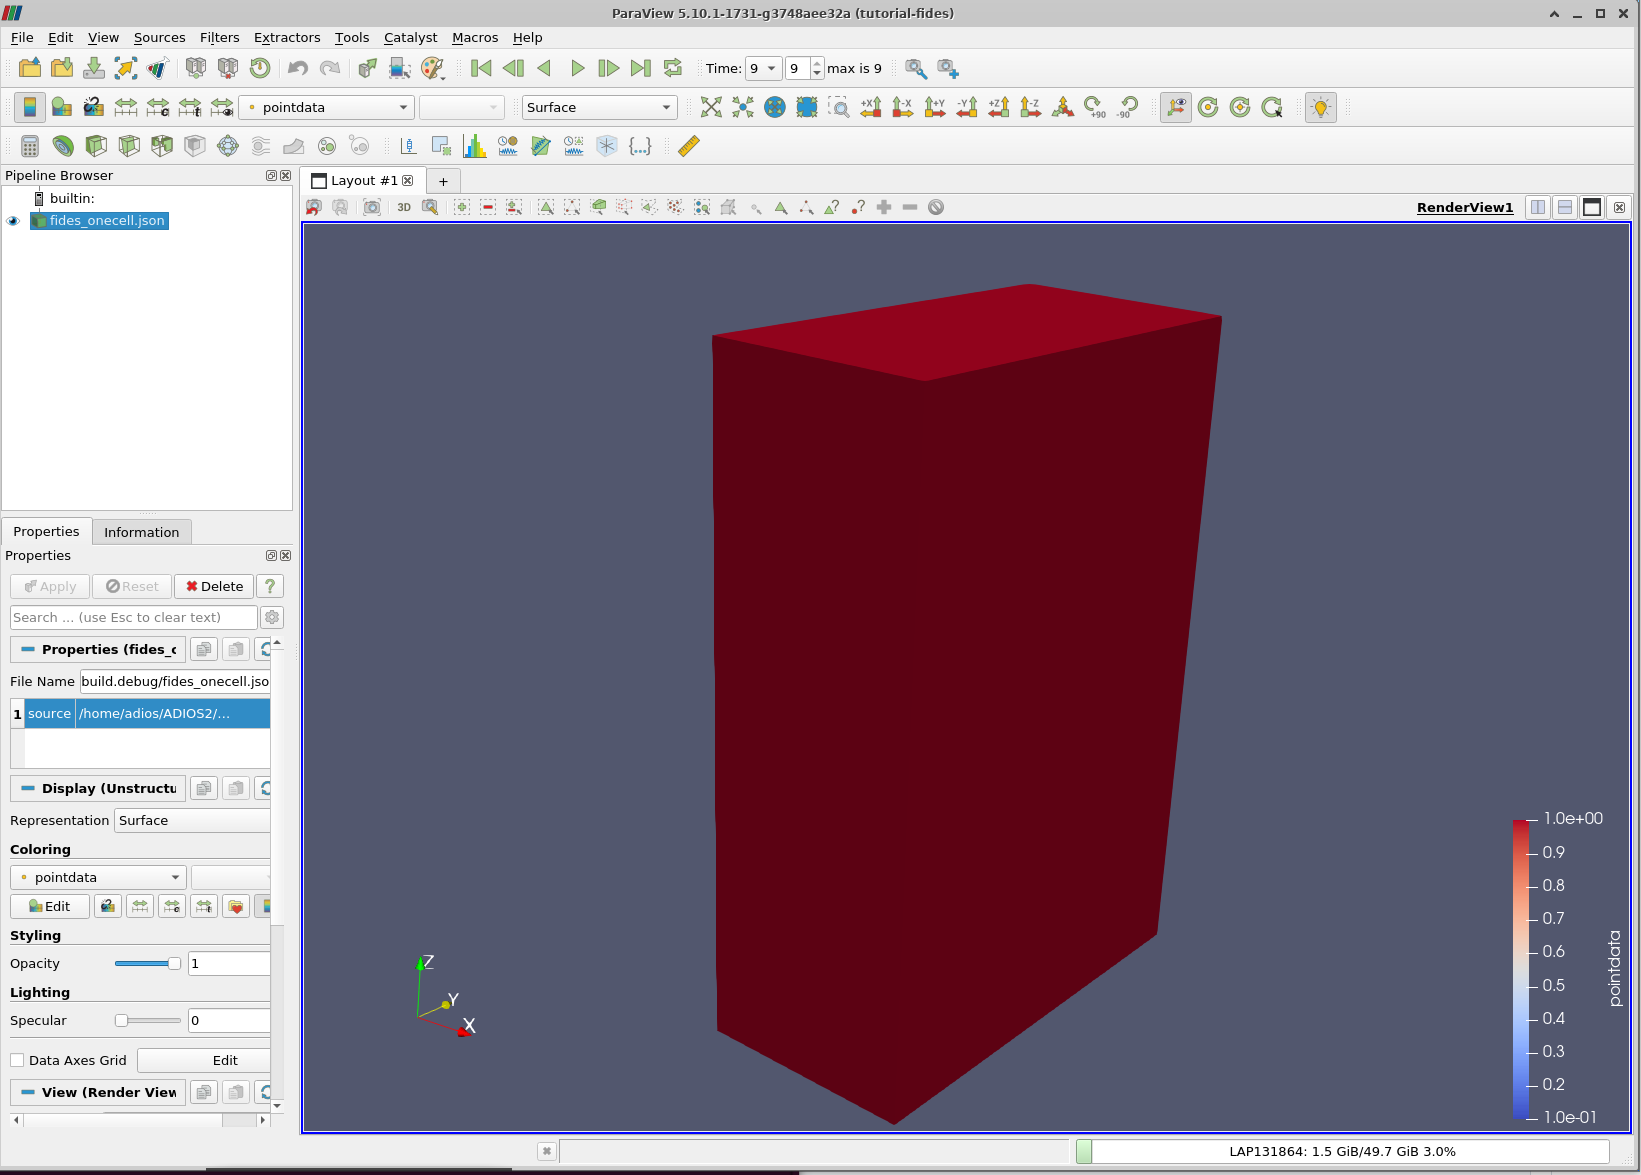 ParaView 5.10.1-1731-g3748aee32a (tutorial-fides)
File Edit View Sources Filters Extractors Tools Catalyst Macros Help
Time: 9 9 max is 9
pointdata Surface +X -X +Y -Y +Z -Z +90 -90
Pipeline Browser
builtin:
fides_onecell.json
Layout #1 +
3D RenderView1
Properties Information
Properties
Apply Reset Delete ?
Search ... (use Esc to clear text)
Properties (fides_c
File Name build.debug/fides_onecell.jso
1 source /home/adios/ADIOS2/...
Display (Unstructu
Representation Surface
Coloring
pointdata
Edit
Styling
Opacity 1
Lighting
Specular 0
Data Axes Grid Edit
View (Render View
Z
Y
X
1.0e+00
0.9
0.8
0.7
0.6
0.5
0.4
0.3
0.2
1.0e-01
pointdata
LAP131864: 1.5 GiB/49.7 GiB 3.0%